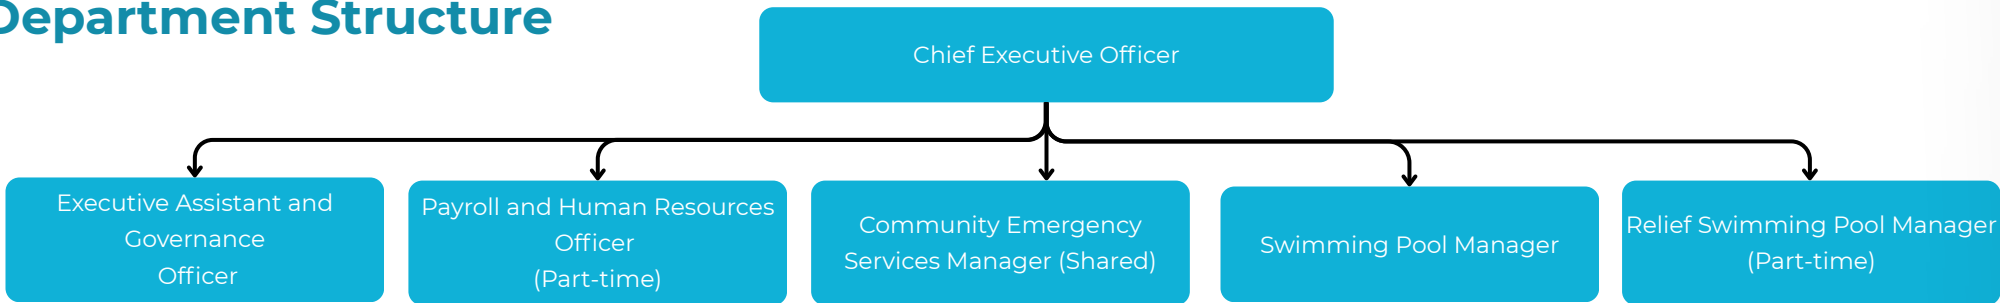 Department Structure
Chief Executive Officer
Executive Assistant and
Governance
Officer
Payroll and Human Resources
Officer
(Part-time)
Community Emergency
Services Manager (Shared)
Swimming Pool Manager
Relief Swimming Pool Manager
(Part-time)